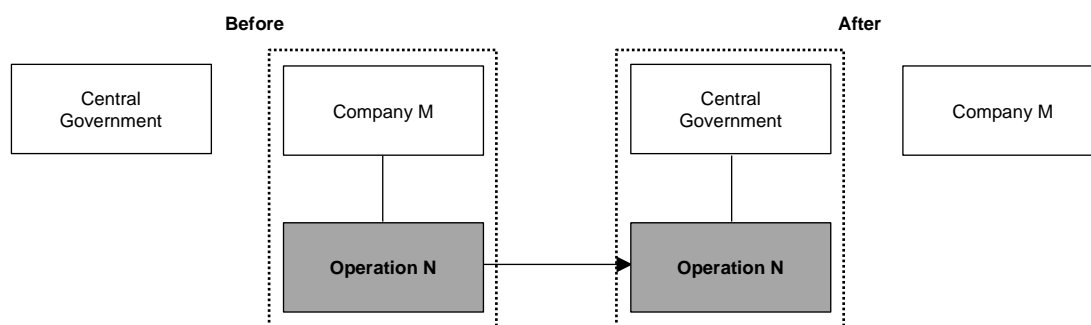 Before
After
Central
Government
Company M
Central
Government
Company M
Operation N
Operation N